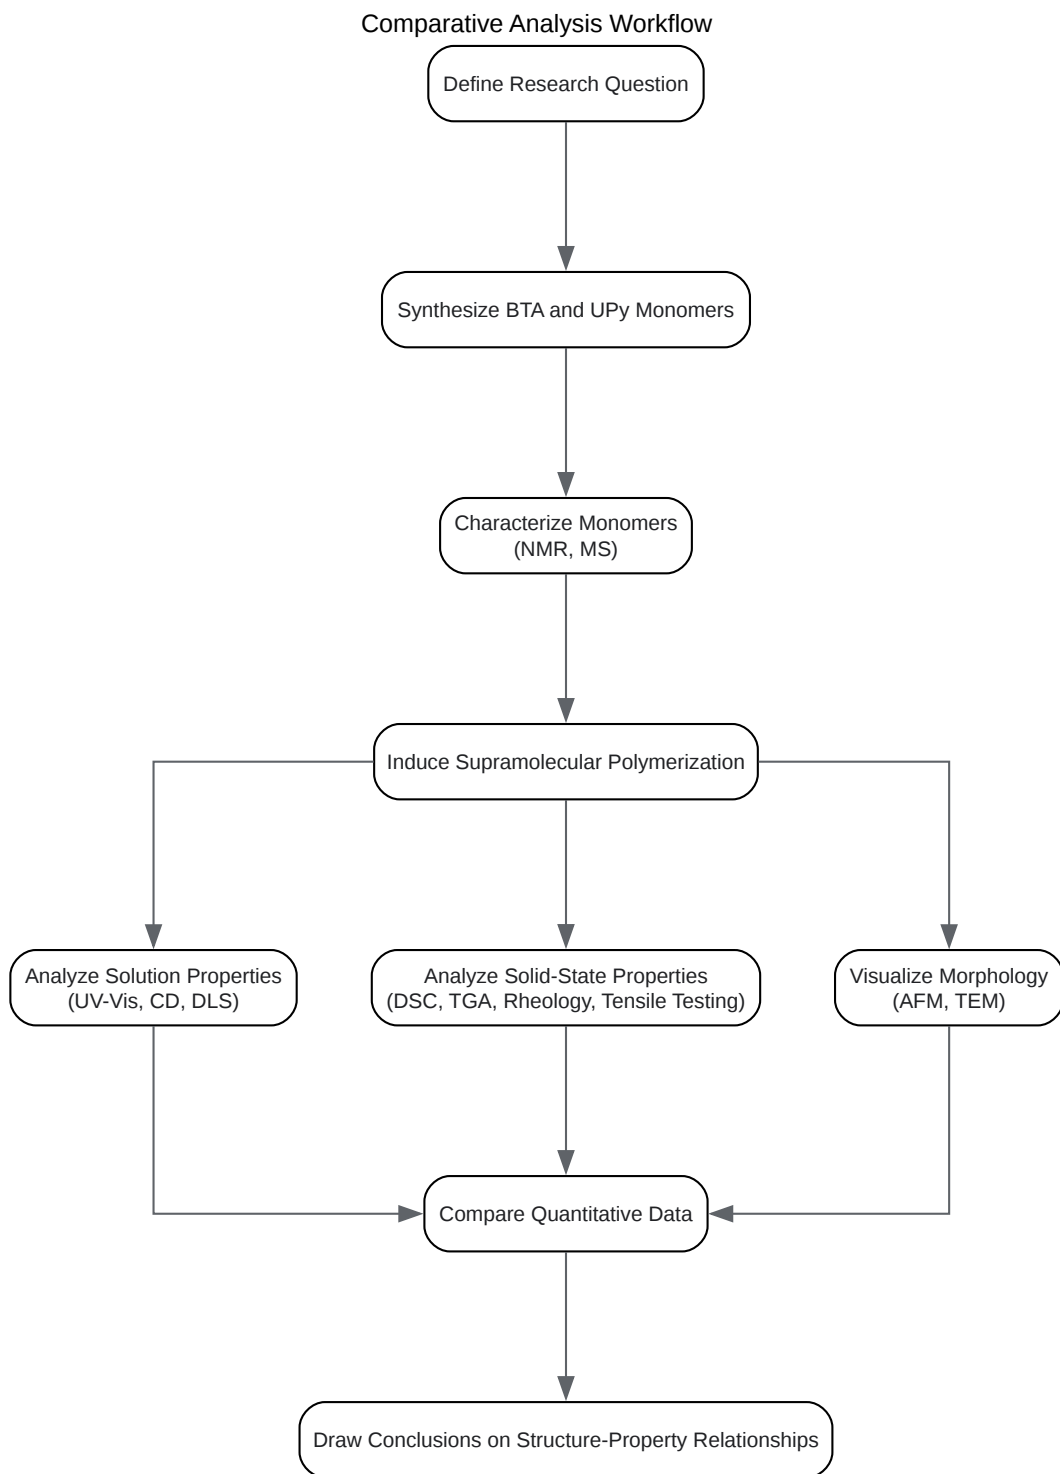 Comparative Analysis Workflow
Define Research Question
Synthesize BTA and UPy Monomers
Characterize Monomers
(NMR, MS)
Induce Supramolecular Polymerization
Analyze Solution Properties
(UV-Vis, CD, DLS)
Analyze Solid-State Properties
(DSC, TGA, Rheology, Tensile Testing)
Visualize Morphology
(AFM, TEM)
Compare Quantitative Data
Draw Conclusions on Structure-Property Relationships